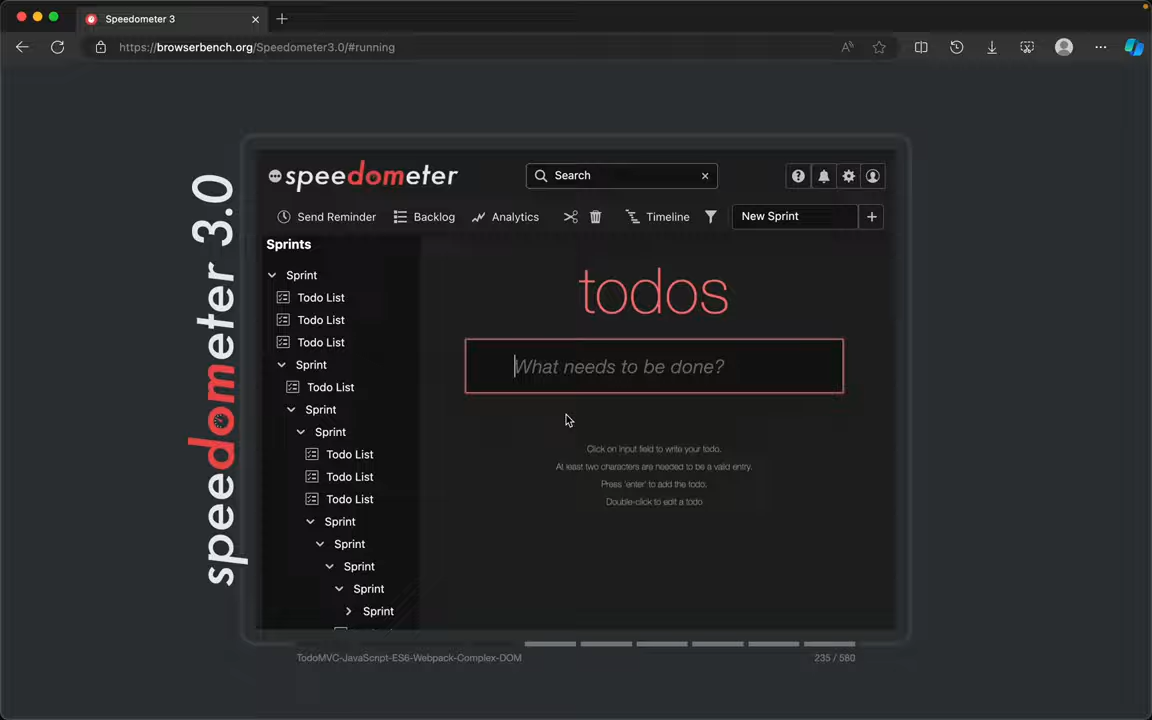 Speedometer 3
https://browserbench.org/Speedometer3.0/#running
speedometer 3.0
speedometer
Search
Send Reminder
Backlog
Analytics
Timeline
New Sprint
Sprints
Sprint
Todo List
Todo List
Todo List
Sprint
Todo List
Sprint
Sprint
Todo List
Todo List
Todo List
Sprint
Sprint
Sprint
Sprint
Sprint
todos
What needs to be done?
Click on input field to write your todo.
At least two characters are needed to be a valid entry.
Press 'enter' to add the todo.
Double-click to edit a todo
TodoMVC-JavaScript-ES6-Webpack-Complex-DOM
235 / 580